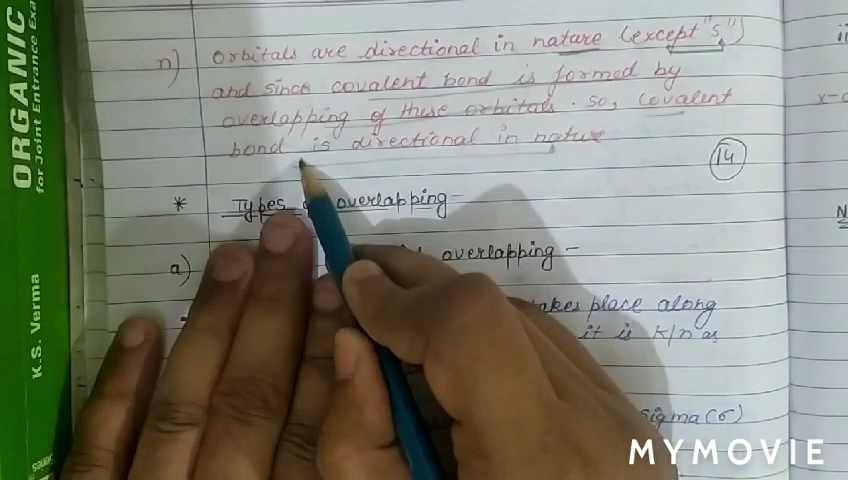 ORGANIC
for Joint Entrance Exa
K.S. Verma
n) Orbitals are directional in nature (except "s")
and since covalent bond is formed by
overlapping of these orbitals. so, covalent
bond is directional in nature
14
* Types overlapping -
a) overlapping -
takes place along
it is k/n as
sigma (σ)
x-
N
MYMOVIE